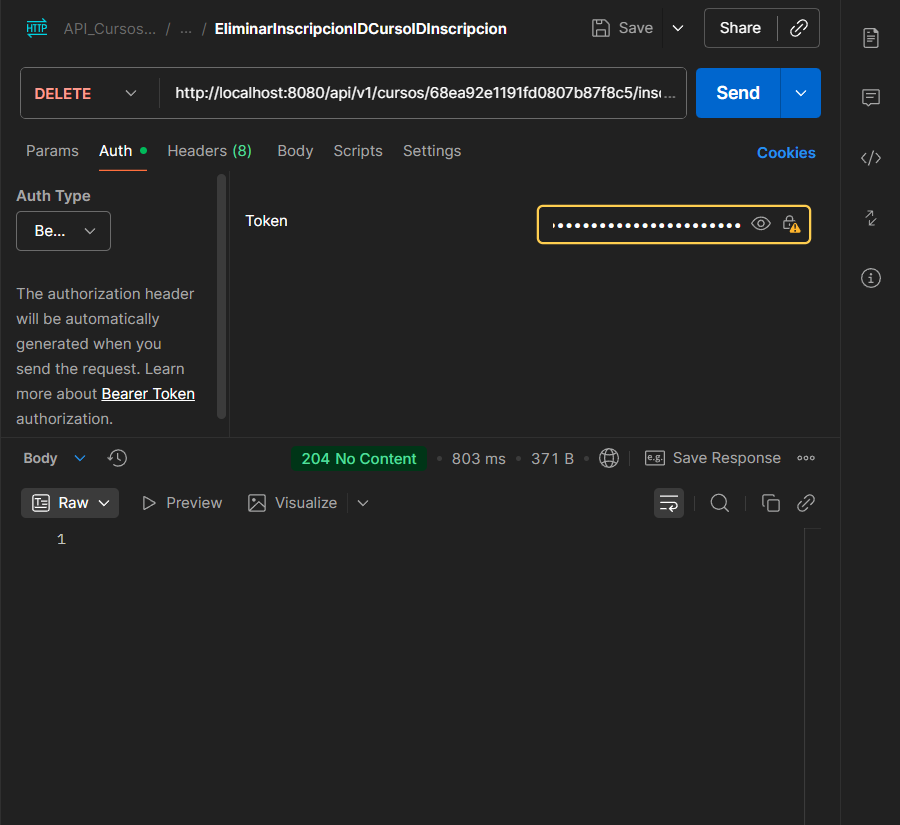 HTTP API_Cursos... / ... / EliminarInscripcionIDCursoIDInscripcion Save Share
DELETE http://localhost:8080/api/v1/cursos/68ea92e1191fd0807b87f8c5/ins... Send
Params Auth Headers (8) Body Scripts Settings Cookies
Auth Type
Be...
Token
The authorization header
will be automatically
generated when you
send the request. Learn
more about Bearer Token
authorization.
Body 204 No Content • 803 ms • 371 B • e.g. Save Response
Raw Preview Visualize
1